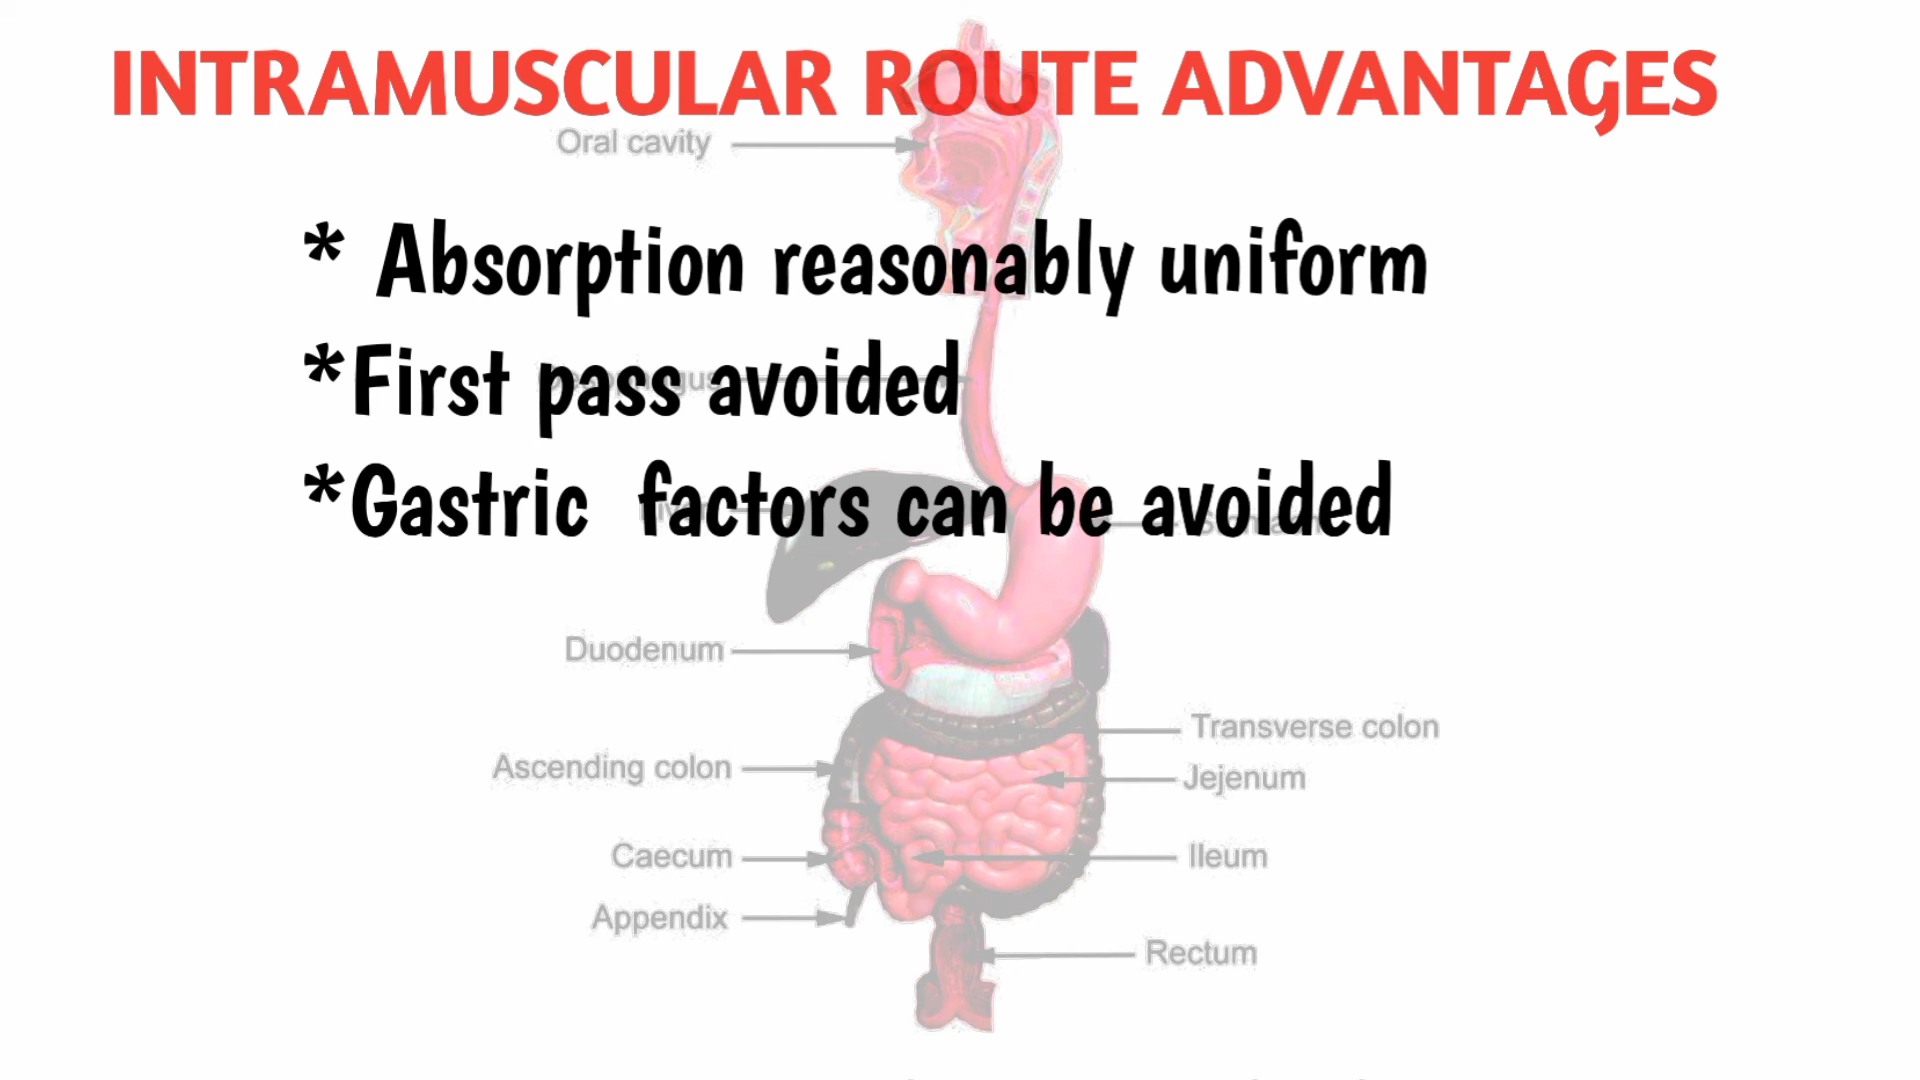 INTRAMUSCULAR ROUTE ADVANTAGES
Oral cavity
* Absorption reasonably uniform
*First pass avoided
*Gastric factors can be avoided
Duodenum
Transverse colon
Ascending colon
Jejenum
Caecum
Ileum
Appendix
Rectum